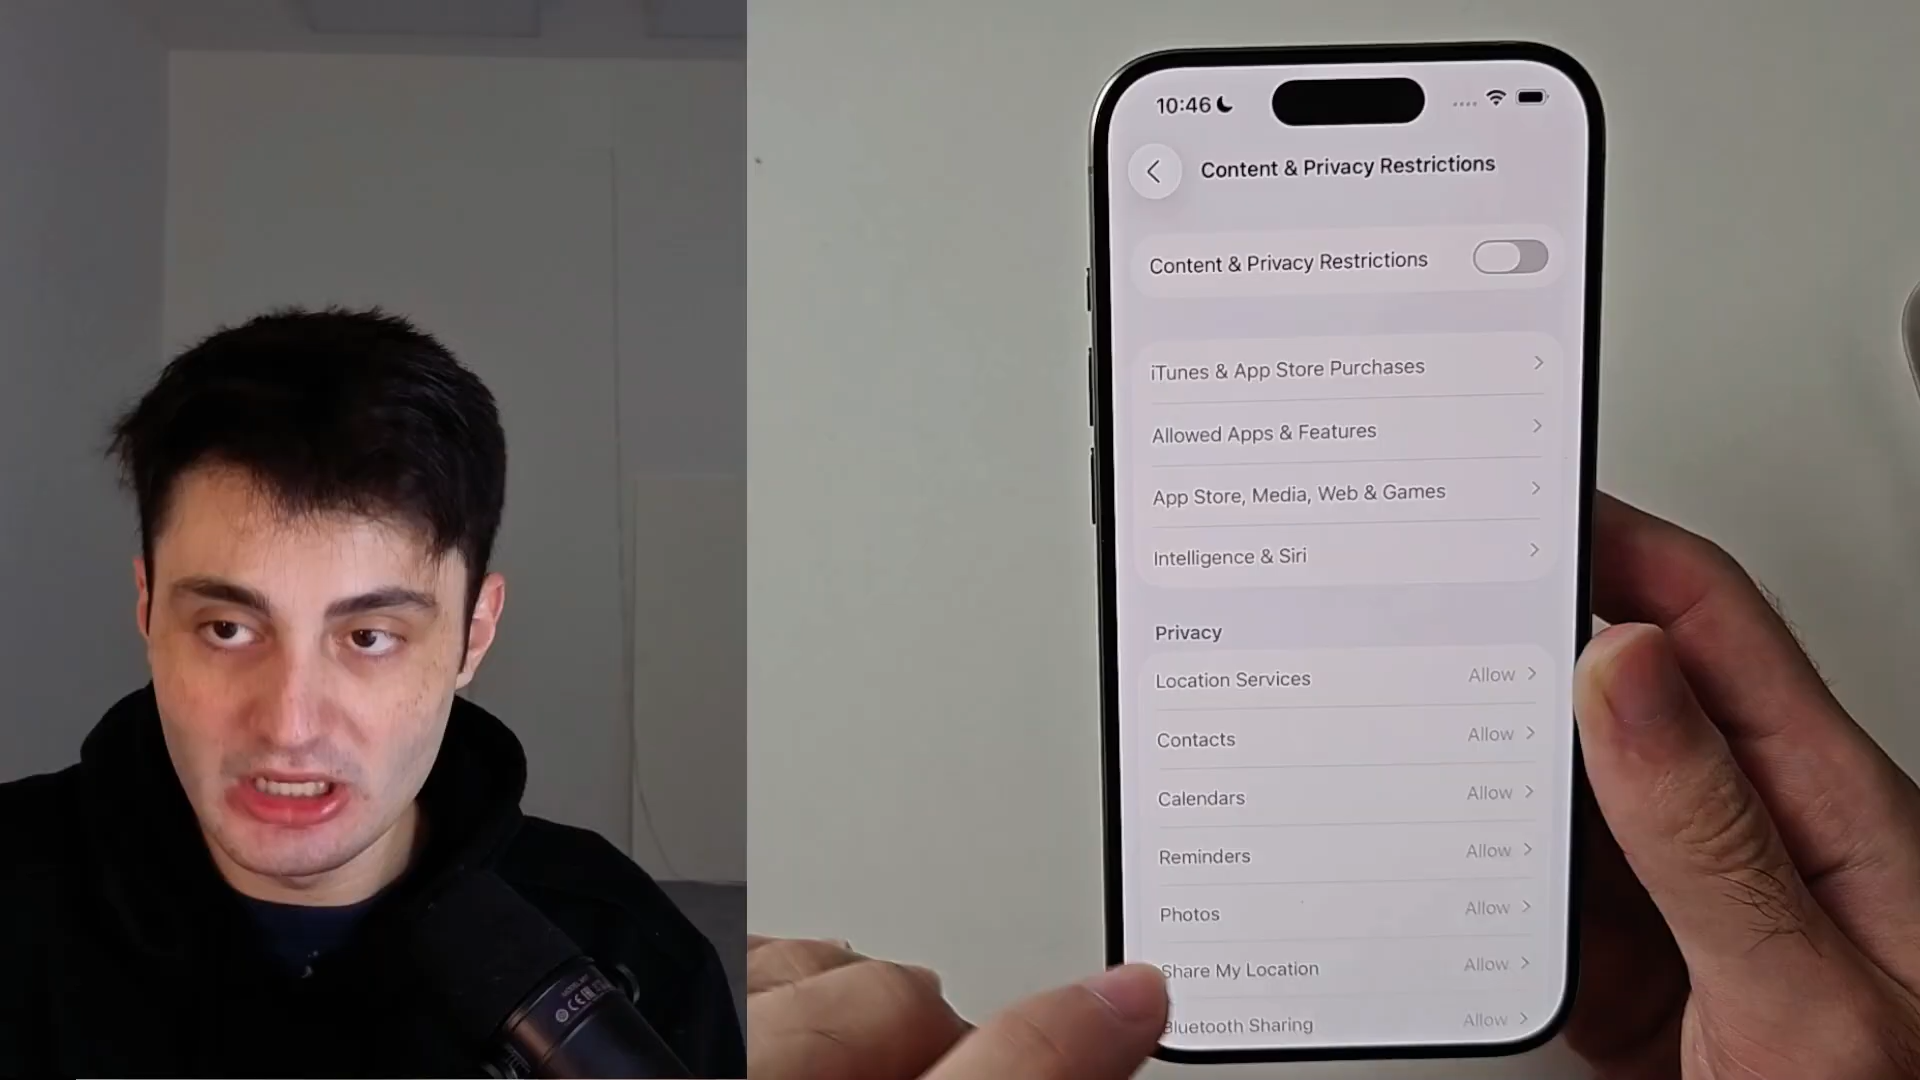 10:46
Content & Privacy Restrictions
Content & Privacy Restrictions
iTunes & App Store Purchases
Allowed Apps & Features
App Store, Media, Web & Games
Intelligence & Siri
Privacy
Location Services Allow
Contacts Allow
Calendars Allow
Reminders Allow
Photos Allow
Share My Location Allow
Bluetooth Sharing Allow
CE